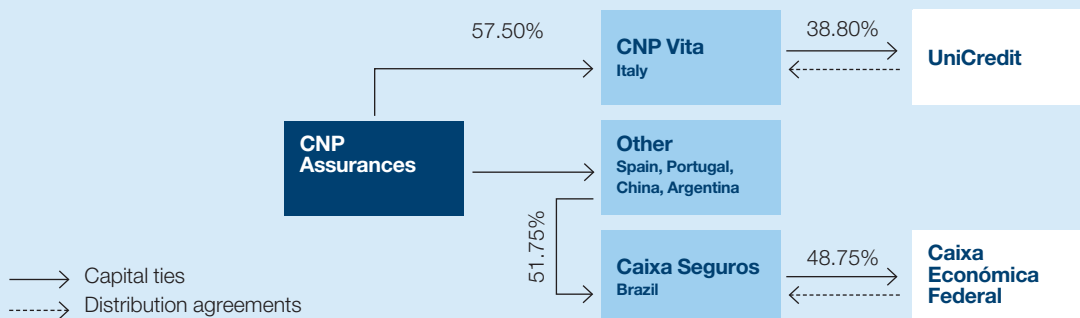 57.50%
CNP Vita
Italy
38.80%
UniCredit
CNP
Assurances
Other
Spain, Portugal,
China, Argentina
51.75%
Caixa Seguros
Brazil
48.75%
Caixa
Económica
Federal
Capital ties
Distribution agreements